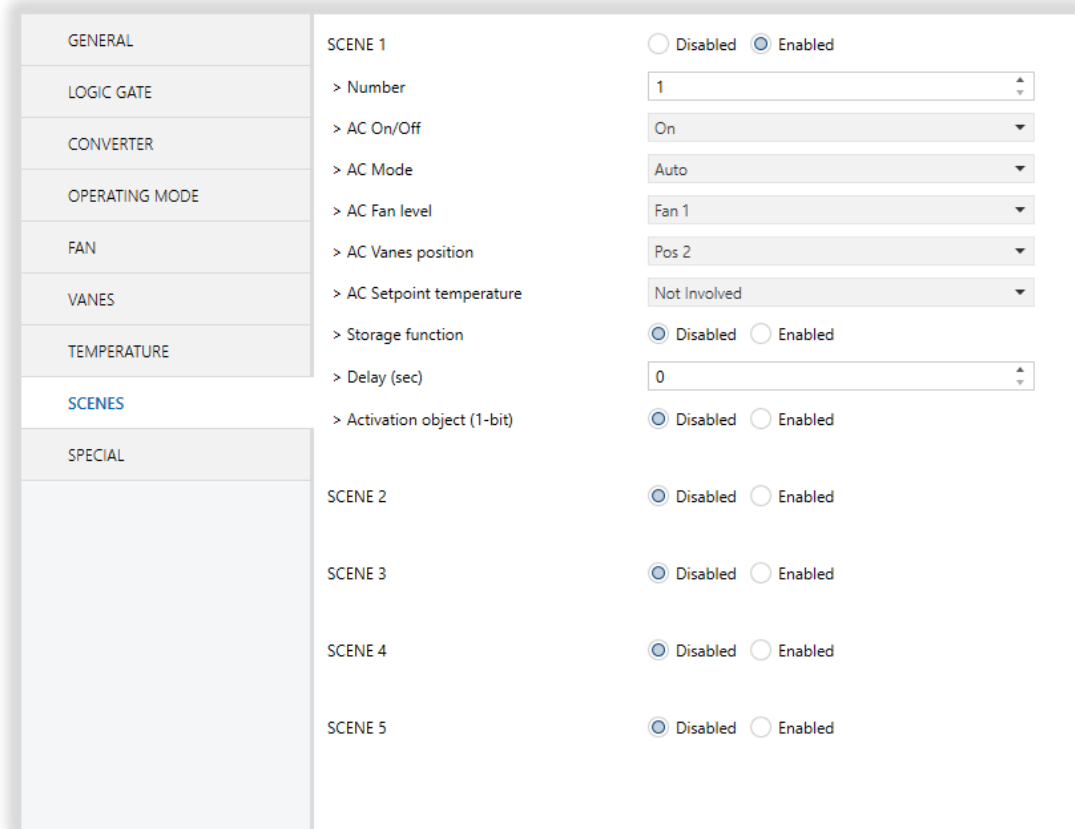 GENERAL
LOGIC GATE
CONVERTER
OPERATING MODE
FAN
VANES
TEMPERATURE
SCENES
SPECIAL
SCENE 1 Disabled Enabled
> Number 1
> AC On/Off On
> AC Mode Auto
> AC Fan level Fan 1
> AC Vanes position Pos 2
> AC Setpoint temperature Not Involved
> Storage function Disabled Enabled
> Delay (sec) 0
> Activation object (1-bit) Disabled Enabled
SCENE 2 Disabled Enabled
SCENE 3 Disabled Enabled
SCENE 4 Disabled Enabled
SCENE 5 Disabled Enabled